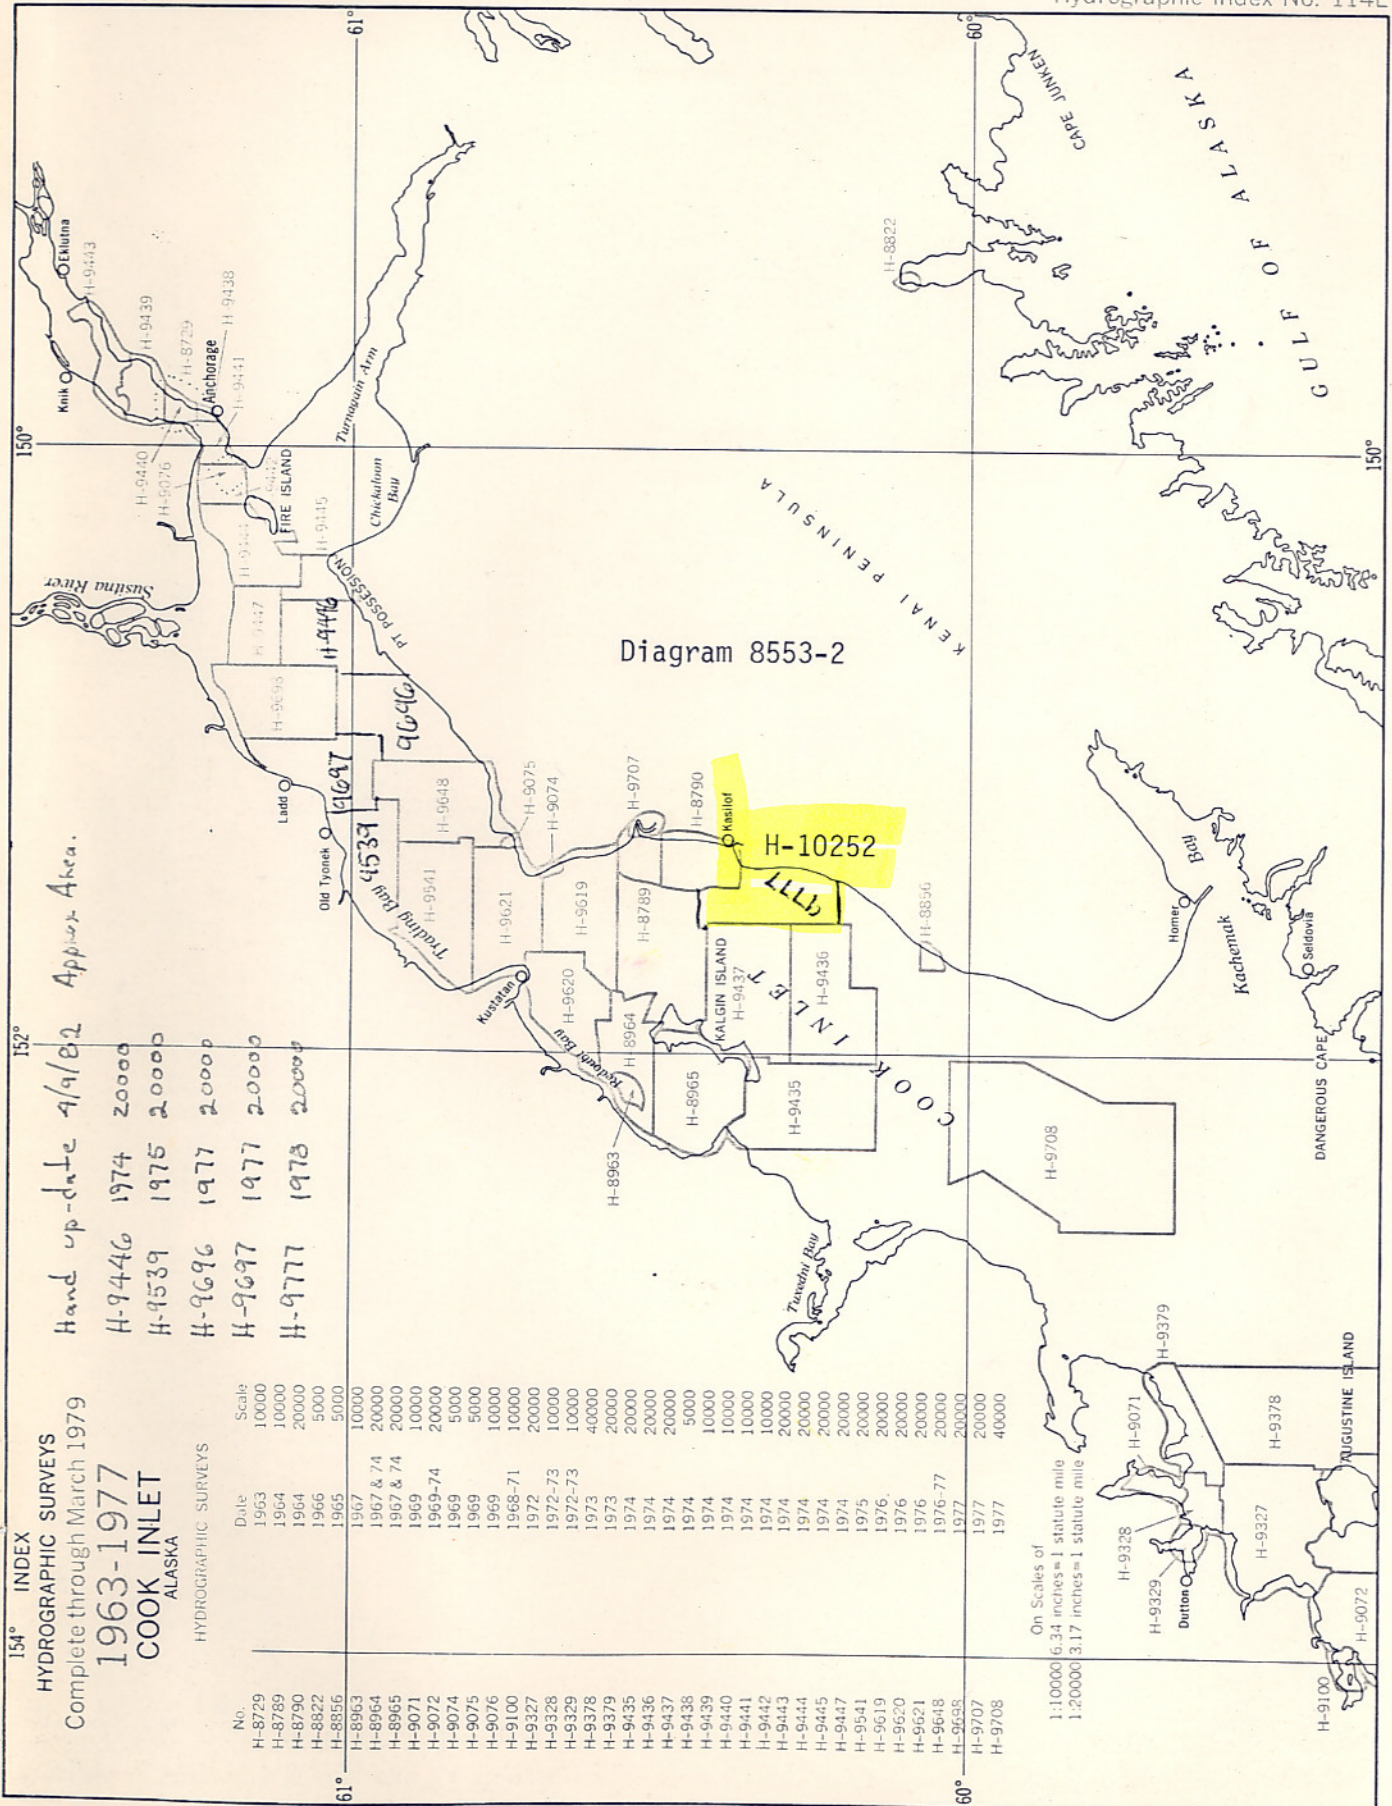 Hydrographic Index No. 114E
154°
INDEX
HYDROGRAPHIC SURVEYS
Complete through March 1979
1963-1977
COOK INLET
ALASKA
HYDROGRAPHIC SURVEYS
No. Date Scale
H-8729 1963 10000
H-8789 1964 10000
H-8790 1964 20000
H-8822 1966 5000
H-8856 1965 5000
H-8963 1967 10000
H-8964 1967 & 74 20000
H-8965 1967 & 74 20000
H-9071 1969 10000
H-9072 1969-74 20000
H-9074 1969 5000
H-9075 1969 5000
H-9076 1969 10000
H-9100 1968-71 10000
H-9327 1972 20000
H-9328 1972-73 10000
H-9329 1972-73 10000
H-9378 1973 40000
H-9379 1973 20000
H-9435 1974 20000
H-9436 1974 20000
H-9437 1974 20000
H-9438 1974 5000
H-9439 1974 10000
H-9440 1974 10000
H-9441 1974 10000
H-9442 1974 10000
H-9443 1974 20000
H-9444 1974 20000
H-9445 1974 20000
H-9447 1974 20000
H-9541 1975 20000
H-9619 1976 20000
H-9620 1976 20000
H-9621 1976 20000
H-9648 1976-77 20000
H-9698 1977 20000
H-9707 1977 20000
H-9708 1977 40000
On Scales of
1:10000 6.34 inches=1 statute mile
1:20000 3.17 inches=1 statute mile
Hand up-date 4/9/82 Approx Area.
H-9446 1974 20000
H-9539 1975 20000
H-9696 1977 20000
H-9697 1977 20000
H-9777 1978 20000
152°
150°
61°
61°
60°
60°
150°
Susitna River
Knik
Eklutna
H-9443
H-9439
H-8729
H-9438
Anchorage
H-9441
H-9440
H-9076
9442
FIRE ISLAND
H-9444
H-9445
Turnagain Arm
Chickaloon
Bay
PT POSSESSION
H-9447
H-9446
H-9693
9696
9697
Ladd
Old Tyonek
4539
H-9648
Trading Bay
H-9541
H-9075
H-9074
H-9621
H-9619
Kustatan
H-9620
H-9707
H-8789
H-8790
Kasilof
H-10252
9777
Redoubt Bay
H-8964
H-8963
H-8965
KALGIN ISLAND
H-9437
H-9436
H-9435
COOK INLET
H-8856
H-9708
Diagram 8553-2
KENAI PENINSULA
H-8822
CAPE JUNKEN
GULF OF ALASKA
Homer
Kachemak
Bay
Seldovia
DANGEROUS CAPE
Tuxedni Bay
H-9379
H-9071
H-9378
AUGUSTINE ISLAND
H-9328
H-9329
Dutton
H-9327
H-9072
H-9100